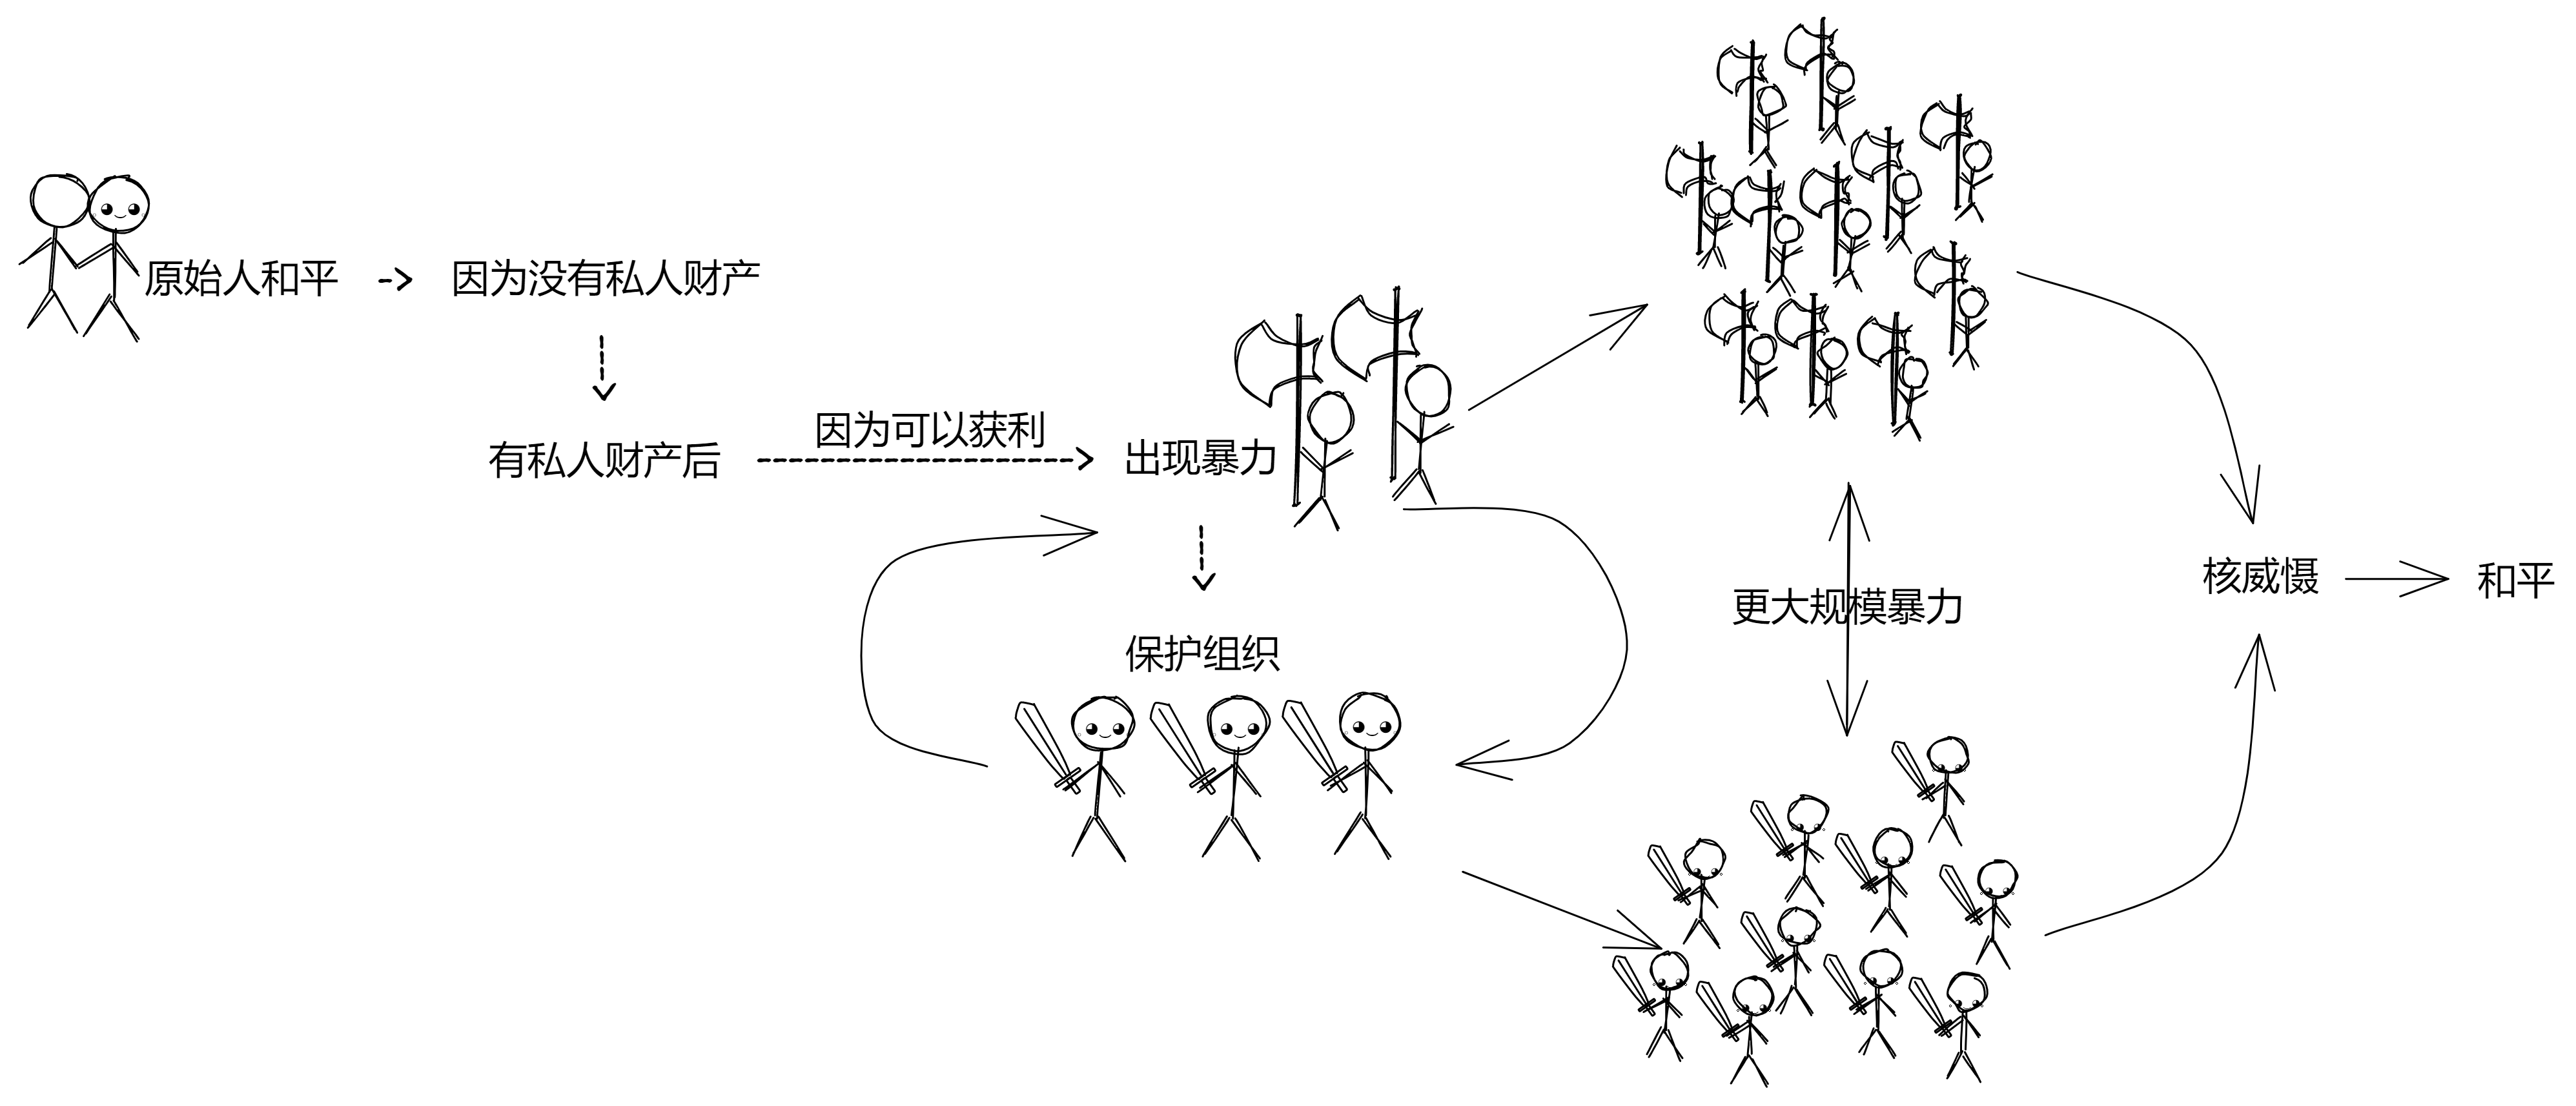 原始人和平
因为没有私人财产
有私人财产后
因为可以获利
出现暴力
保护组织
更大规模暴力
核威慑
和平